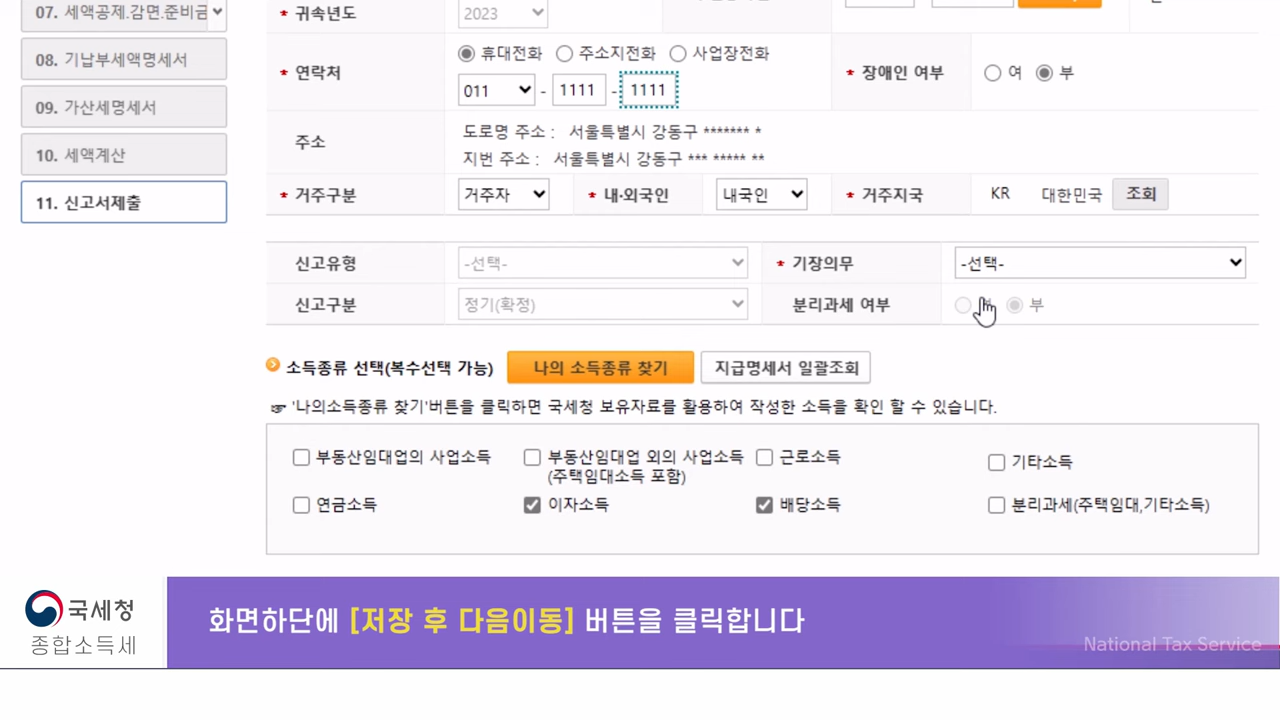 07. 세액공제.감면.준비금
* 귀속년도 2023
08. 기납부세액명세서
* 연락처 휴대전화 주소지전화 사업장전화
011 - 1111 - 1111
* 장애인 여부 여 부
09. 가산세명세서
10. 세액계산
주소 도로명 주소 : 서울특별시 강동구 ******* *
지번 주소 : 서울특별시 강동구 *** ***** **
11. 신고서제출
* 거주구분 거주자 * 내·외국인 내국인 * 거주지국 KR 대한민국 조회
신고유형 -선택- * 기장의무 -선택-
신고구분 정기(확정) 분리과세 여부 부
소득종류 선택(복수선택 가능) 나의 소득종류 찾기 지급명세서 일괄조회
☞ '나의소득종류 찾기'버튼을 클릭하면 국세청 보유자료를 활용하여 작성한 소득을 확인 할 수 있습니다.
부동산임대업의 사업소득 부동산임대업 외의 사업소득 근로소득 기타소득
(주택임대소득 포함)
연금소득 이자소득 배당소득 분리과세(주택임대,기타소득)
국세청
종합소득세
화면하단에 [저장 후 다음이동] 버튼을 클릭합니다
National Tax Service